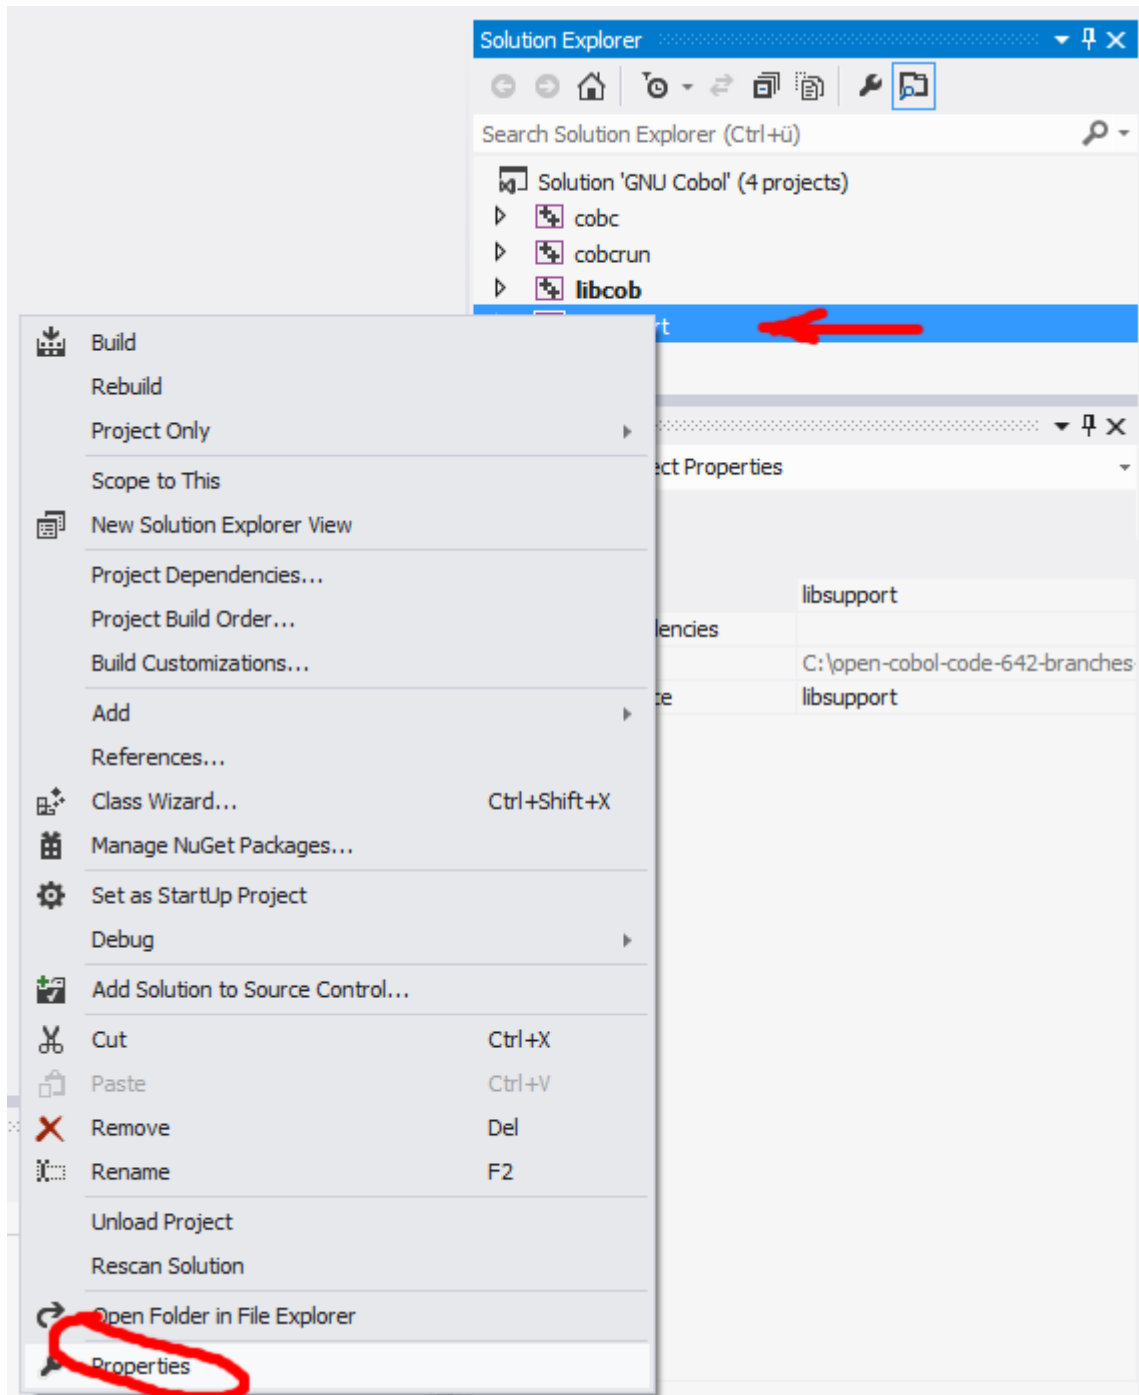 Solution Explorer
Search Solution Explorer (Ctrl+ü)
Solution 'GNU Cobol' (4 projects)
cobc
cobcrun
libcob
rt
Build
Rebuild
Project Only
ect Properties
Scope to This
New Solution Explorer View
Project Dependencies...
libsupport
Project Build Order...
lencies
Build Customizations...
C:\open-cobol-code-642-branches
Add
ce
libsupport
References...
Class Wizard...
Ctrl+Shift+X
Manage NuGet Packages...
Set as StartUp Project
Debug
Add Solution to Source Control...
Cut
Ctrl+X
Paste
Ctrl+V
Remove
Del
Rename
F2
Unload Project
Rescan Solution
Open Folder in File Explorer
Properties